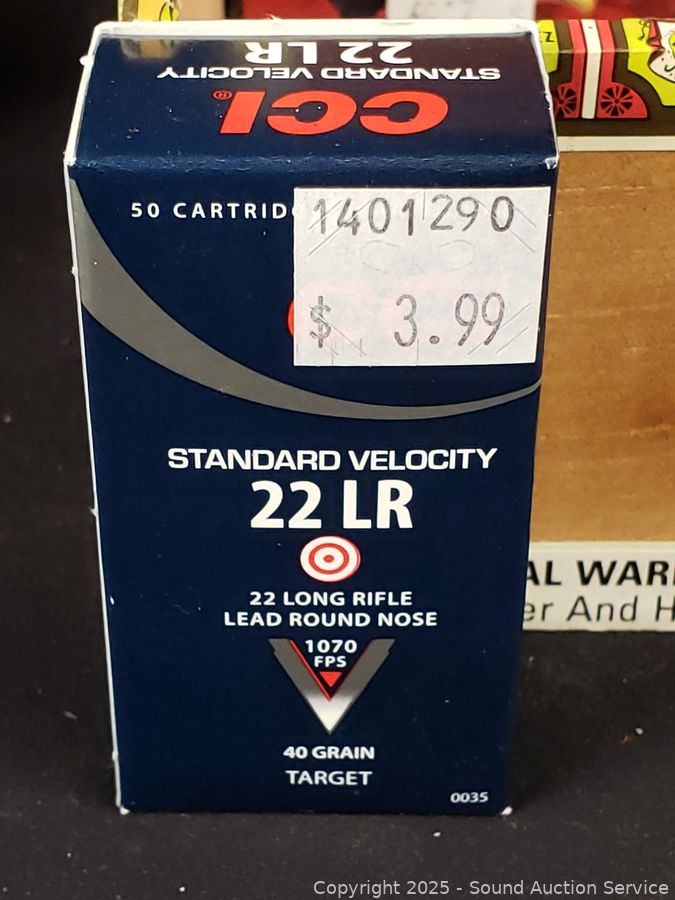 22 LR
STANDARD VELOCITY
CCI®
50 CARTRID
1401290
$ 3.99
STANDARD VELOCITY
22 LR
22 LONG RIFLE
LEAD ROUND NOSE
1070
FPS
40 GRAIN
TARGET
0035
AL WAR
er And H
Copyright 2025 - Sound Auction Service